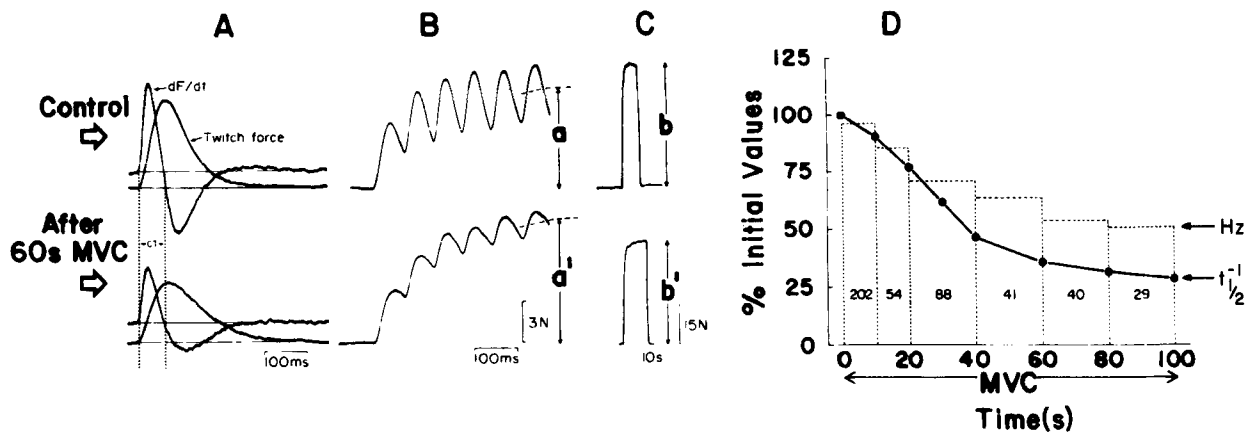 A
B
C
D
Control
dF/dt
Twitch force
a
b
After
60s MVC
CT
a'
b'
3N
15N
100ms
100ms
10s
% Initial Values
125
100
75
50
25
0
202
54
88
41
40
29
Hz
t½⁻¹
0
20
40
60
80
100
MVC
Time(s)